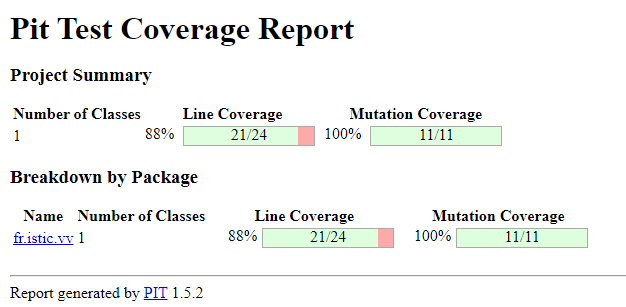 Pit Test Coverage Report
Project Summary
Number of Classes Line Coverage Mutation Coverage
1 88% 21/24 100% 11/11
Breakdown by Package
Name Number of Classes Line Coverage Mutation Coverage
fr.istic.vv 1 88% 21/24 100% 11/11
Report generated by PIT 1.5.2